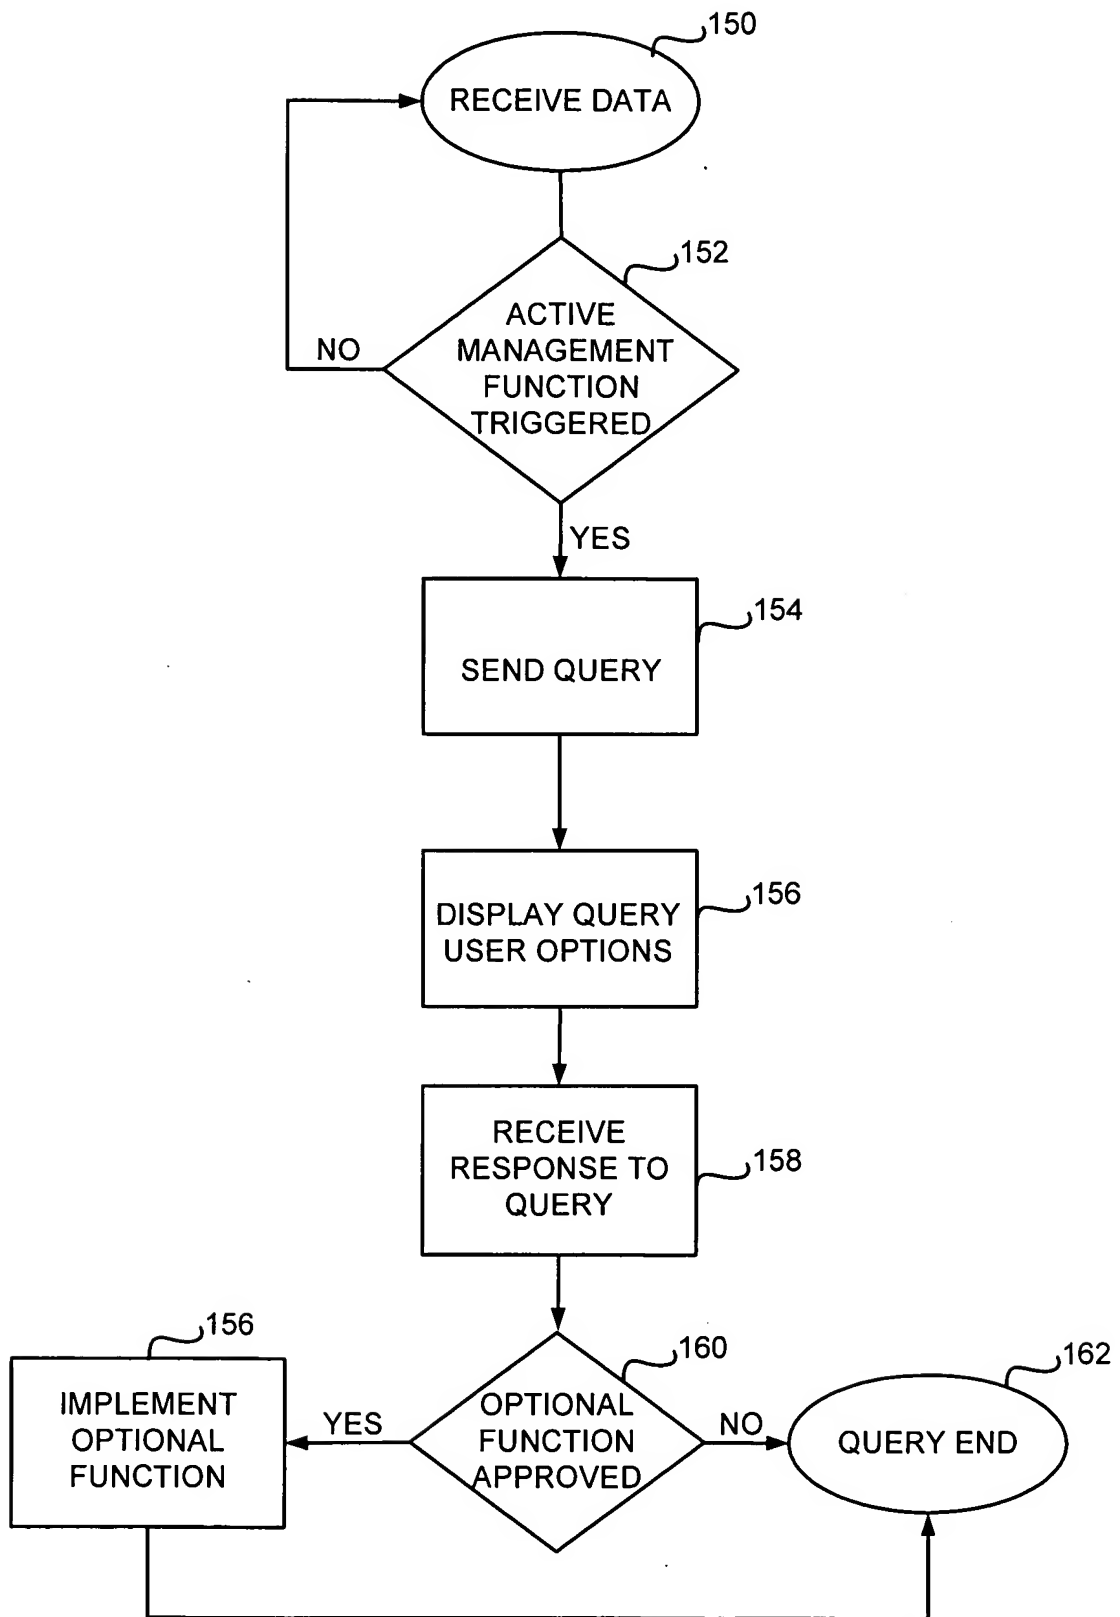 150
RECEIVE DATA
152
ACTIVE
MANAGEMENT
FUNCTION
TRIGGERED
NO
YES
154
SEND QUERY
156
DISPLAY QUERY
USER OPTIONS
RECEIVE
RESPONSE TO
QUERY
158
156
IMPLEMENT
OPTIONAL
FUNCTION
YES
160
OPTIONAL
FUNCTION
APPROVED
NO
162
QUERY END